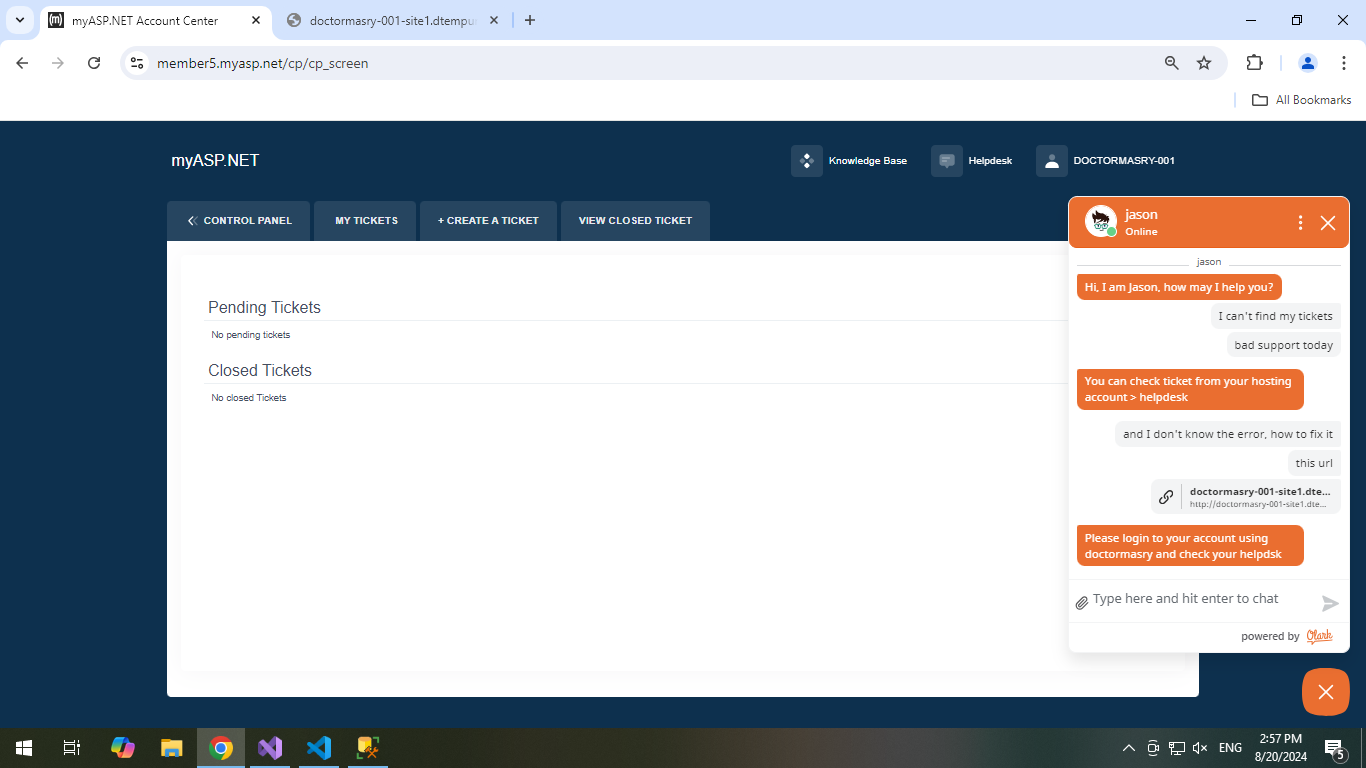 myASP.NET Account Center
doctormasry-001-site1.dtempu
member5.myasp.net/cp/cp_screen
All Bookmarks
myASP.NET
Knowledge Base
Helpdesk
DOCTORMASRY-001
CONTROL PANEL
MY TICKETS
+ CREATE A TICKET
VIEW CLOSED TICKET
Pending Tickets
No pending tickets
Closed Tickets
No closed Tickets
jason
Online
jason
Hi, I am Jason, how may I help you?
I can't find my tickets
bad support today
You can check ticket from your hosting
account > helpdesk
and I don't know the error, how to fix it
this url
doctormasry-001-site1.dte...
http://doctormasry-001-site1.dte...
Please login to your account using
doctormasry and check your helpdsk
Type here and hit enter to chat
powered by Olark
ENG
2:57 PM
8/20/2024
5